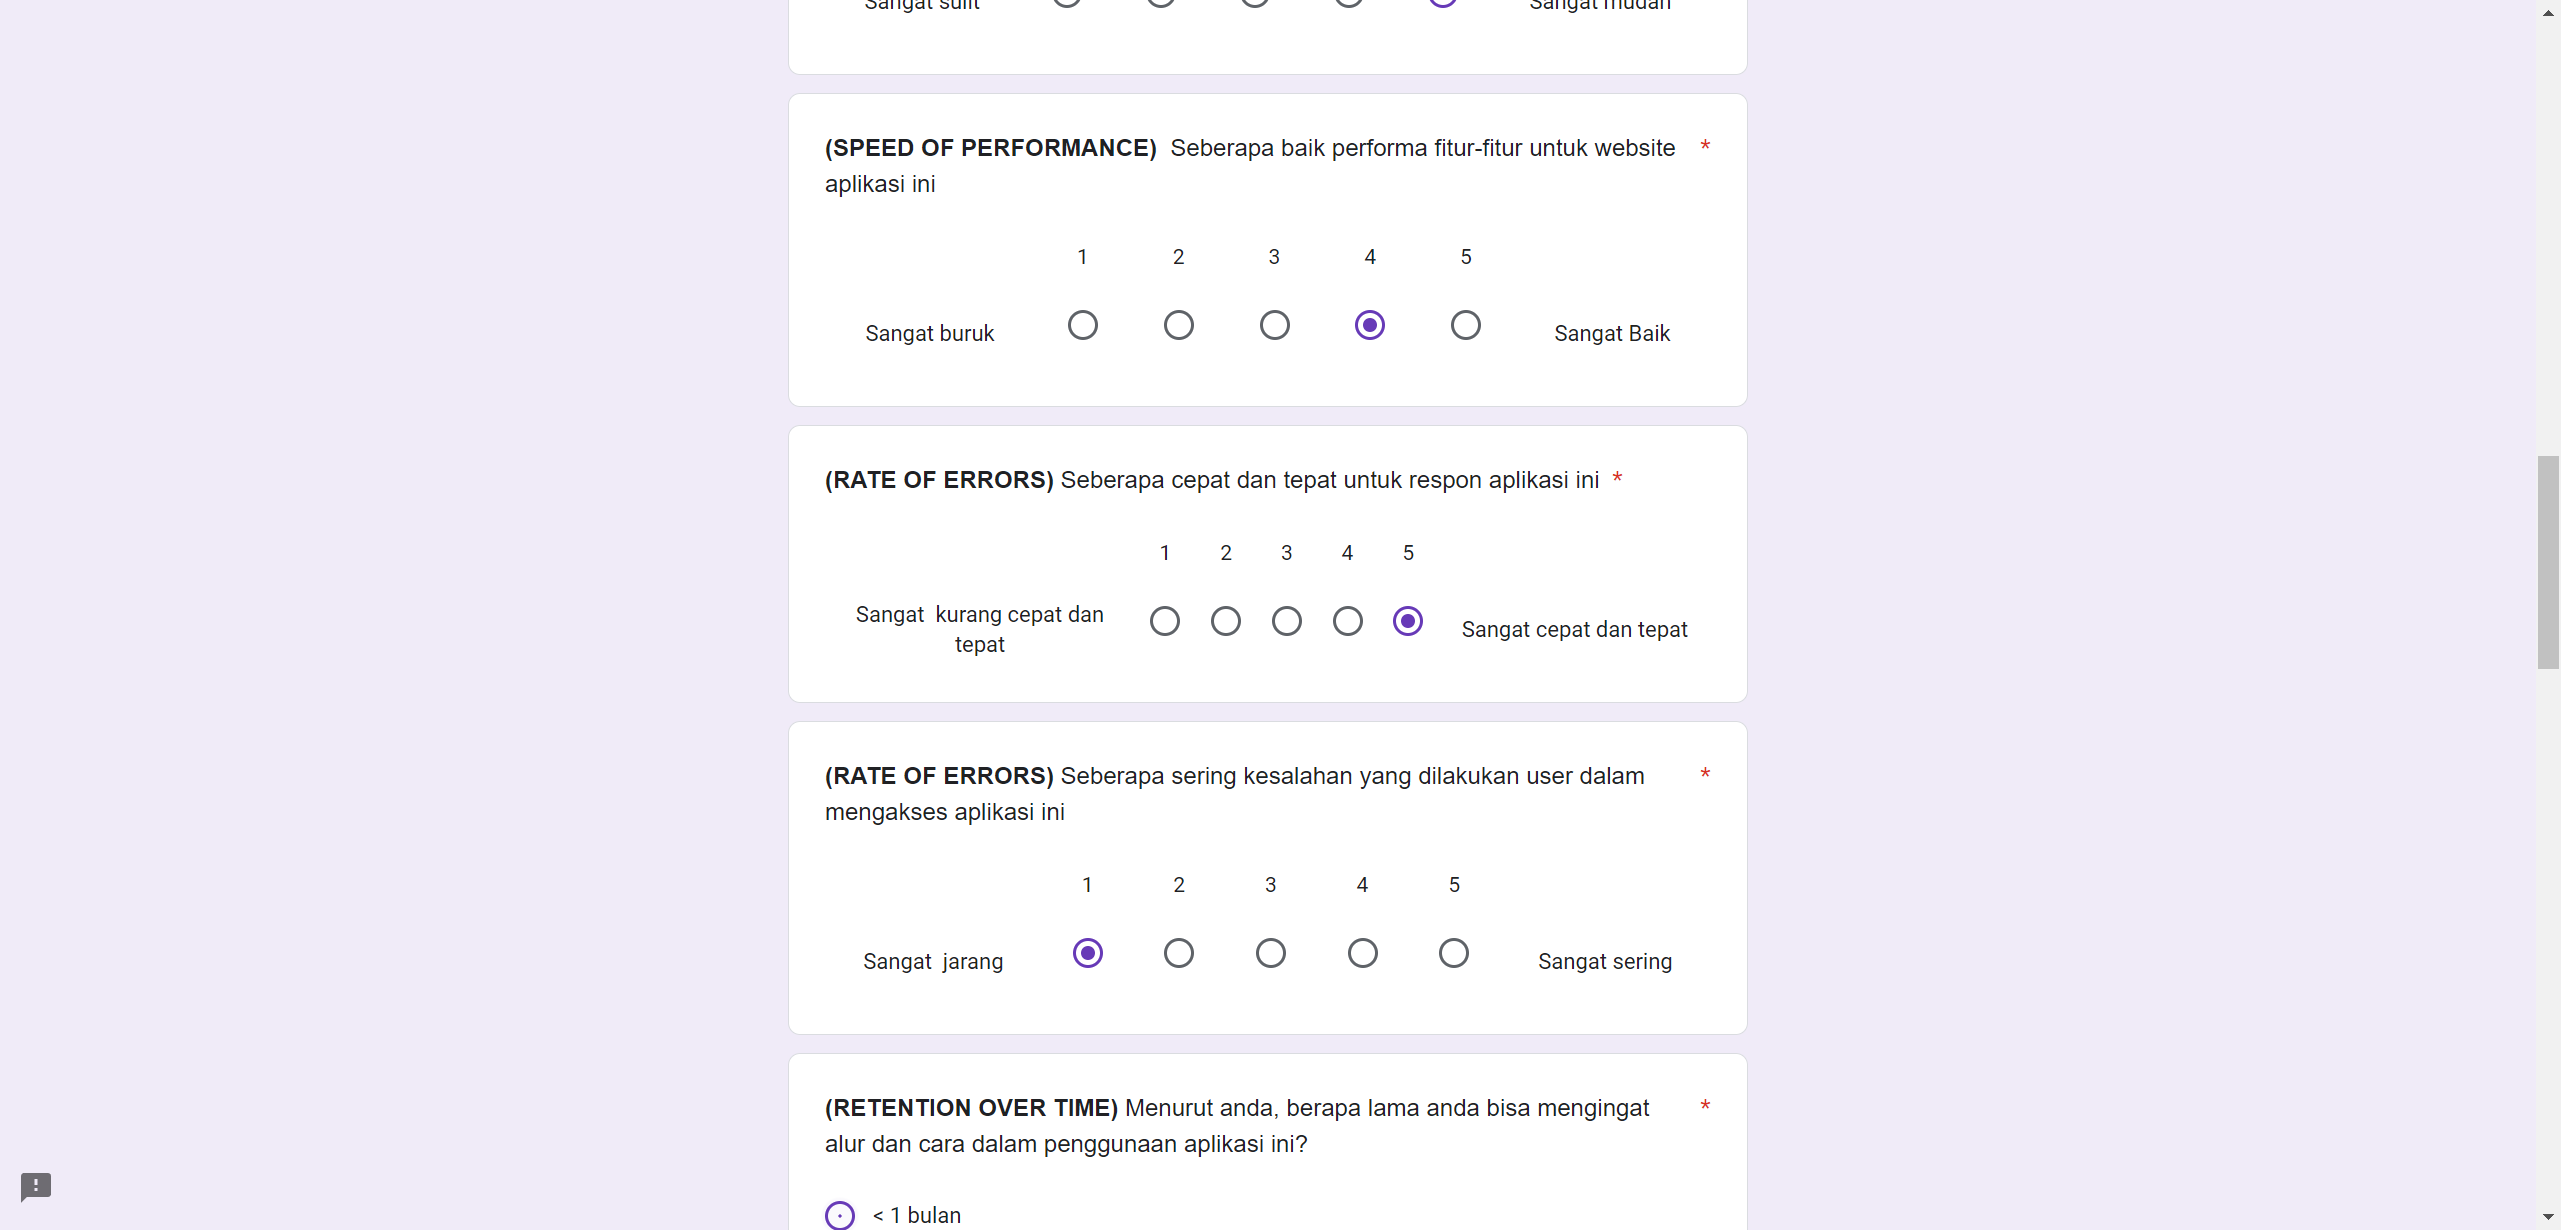 Sangat sulit Sangat mudah
(SPEED OF PERFORMANCE)  Seberapa baik performa fitur-fitur untuk website *
aplikasi ini
1 2 3 4 5
Sangat buruk Sangat Baik
(RATE OF ERRORS) Seberapa cepat dan tepat untuk respon aplikasi ini *
1 2 3 4 5
Sangat  kurang cepat dan
tepat
Sangat cepat dan tepat
(RATE OF ERRORS) Seberapa sering kesalahan yang dilakukan user dalam *
mengakses aplikasi ini
1 2 3 4 5
Sangat  jarang Sangat sering
(RETENTION OVER TIME) Menurut anda, berapa lama anda bisa mengingat *
alur dan cara dalam penggunaan aplikasi ini?
< 1 bulan